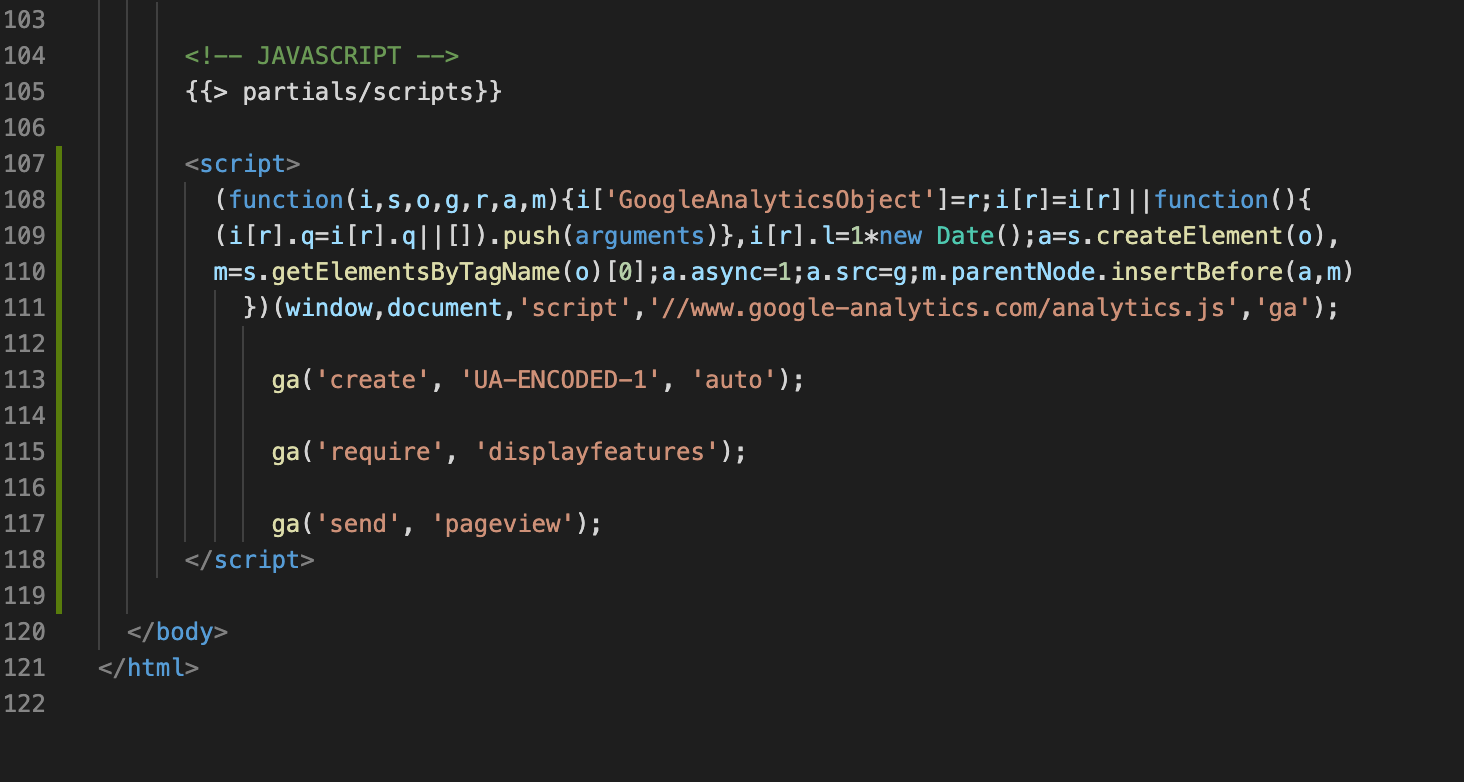 103
104 <!-- JAVASCRIPT -->
105 {{> partials/scripts}}
106
107 <script>
108 (function(i,s,o,g,r,a,m){i['GoogleAnalyticsObject']=r;i[r]=i[r]||function(){
109 (i[r].q=i[r].q||[]).push(arguments)},i[r].l=1*new Date();a=s.createElement(o),
110 m=s.getElementsByTagName(o)[0];a.async=1;a.src=g;m.parentNode.insertBefore(a,m)
111 })(window,document,'script','//www.google-analytics.com/analytics.js','ga');
112
113 ga('create', 'UA-ENCODED-1', 'auto');
114
115 ga('require', 'displayfeatures');
116
117 ga('send', 'pageview');
118 </script>
119
120 </body>
121 </html>
122